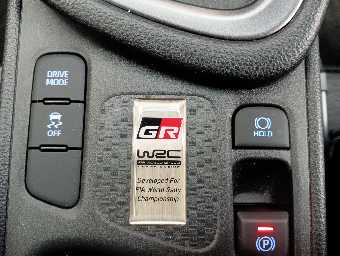 DRIVE
MODE
OFF
GR
WRC
Developed For
FIA World Rally
Championship
HOLD
P